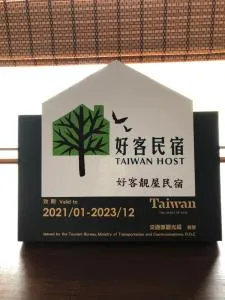 好客民宿
TAIWAN HOST
好客靚屋民宿
效期 Valid to
2021/01-2023/12
Taiwan
THE HEART OF ASIA
交通部觀光局 頒發
Issued by the Tourism Bureau, Ministry of Transportation and Communications, R.O.C.